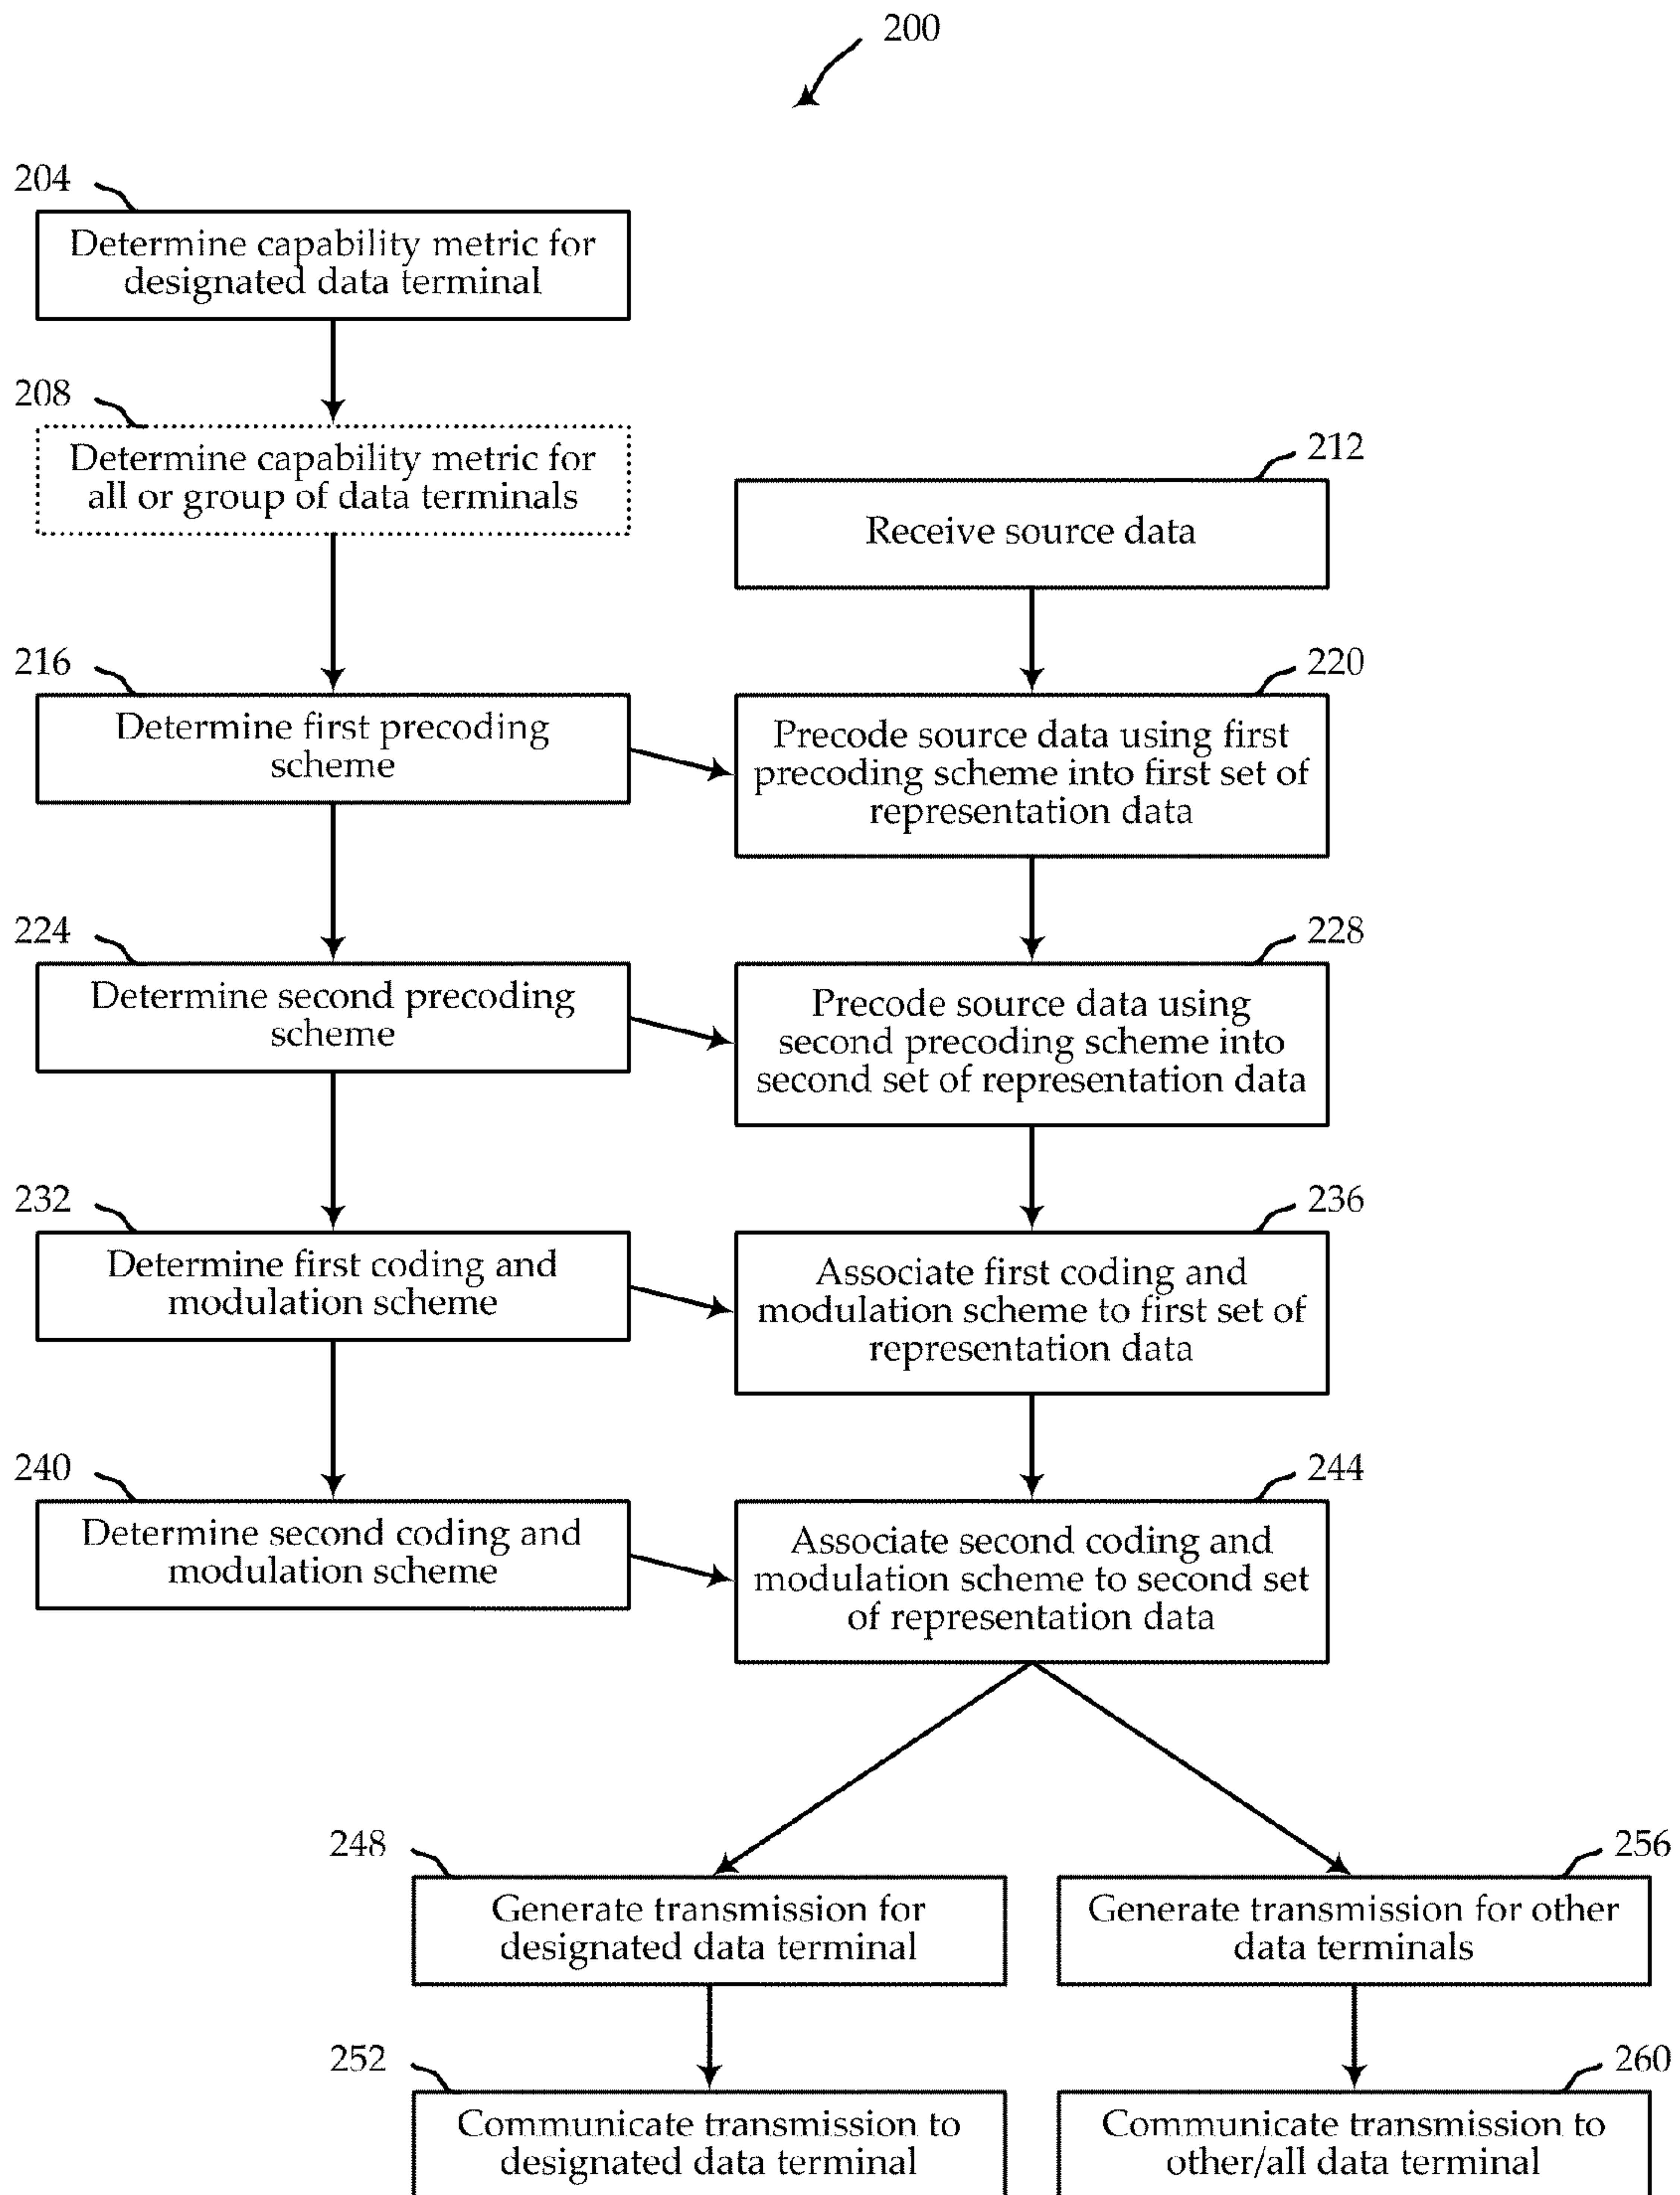 200
204
Determine capability metric for
designated data terminal
208
Determine capability metric for
all or group of data terminals
212
Receive source data
216
Determine first precoding
scheme
220
Precode source data using first
precoding scheme into first set of
representation data
224
Determine second precoding
scheme
228
Precode source data using
second precoding scheme into
second set of representation data
232
Determine first coding and
modulation scheme
236
Associate first coding and
modulation scheme to first set of
representation data
240
Determine second coding and
modulation scheme
244
Associate second coding and
modulation scheme to second set
of representation data
248
Generate transmission for
designated data terminal
256
Generate transmission for other
data terminals
252
Communicate transmission to
designated data terminal
260
Communicate transmission to
other/all data terminal